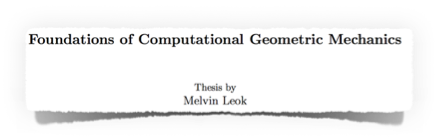 Foundations of Computational Geometric Mechanics
Thesis by
Melvin Leok